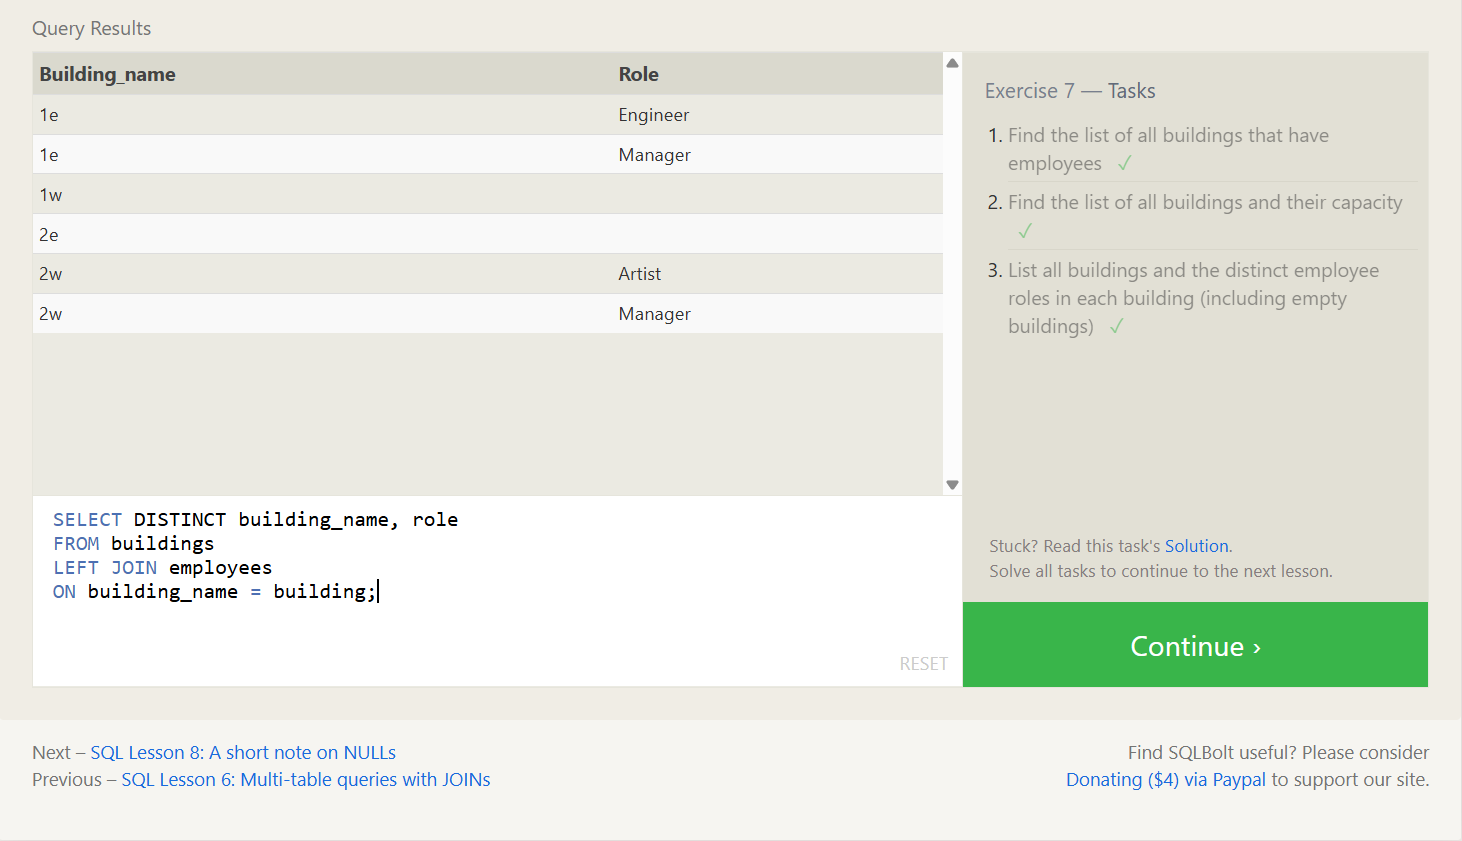 Query Results
Building_name Role
1e Engineer
1e Manager
1w
2e
2w Artist
2w Manager
SELECT DISTINCT building_name, role
FROM buildings
LEFT JOIN employees
ON building_name = building;
RESET
Exercise 7 — Tasks
1. Find the list of all buildings that have
employees ✓
2. Find the list of all buildings and their capacity
✓
3. List all buildings and the distinct employee
roles in each building (including empty
buildings) ✓
Stuck? Read this task's Solution.
Solve all tasks to continue to the next lesson.
Continue ›
Next – SQL Lesson 8: A short note on NULLs
Previous – SQL Lesson 6: Multi-table queries with JOINs
Find SQLBolt useful? Please consider
Donating ($4) via Paypal to support our site.